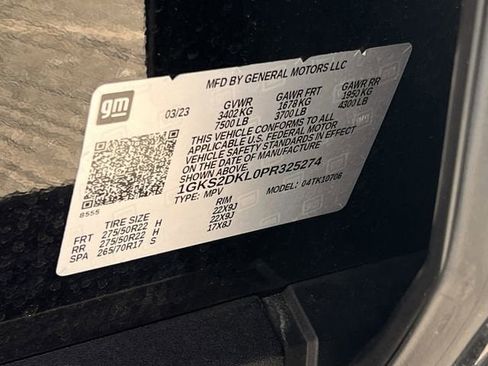 gm
MFD BY GENERAL MOTORS LLC
03/23 GVWR GAWR FRT GAWR RR
3402 KG 1678 KG 1950 KG
7500 LB 3700 LB 4300 LB
THIS VEHICLE CONFORMS TO ALL
APPLICABLE U.S. FEDERAL MOTOR
VEHICLE SAFETY STANDARDS IN EFFECT
ON THE DATE OF MANUFACTURE
SHOWN ABOVE.
1GKS2DKL0PR325274
TYPE: MPV MODEL: 04TK10706
8555
TIRE SIZE RIM
FRT 275/50R22 H 22X9J
RR 275/50R22 H 22X9J
SPA 265/70R17 S 17X8J